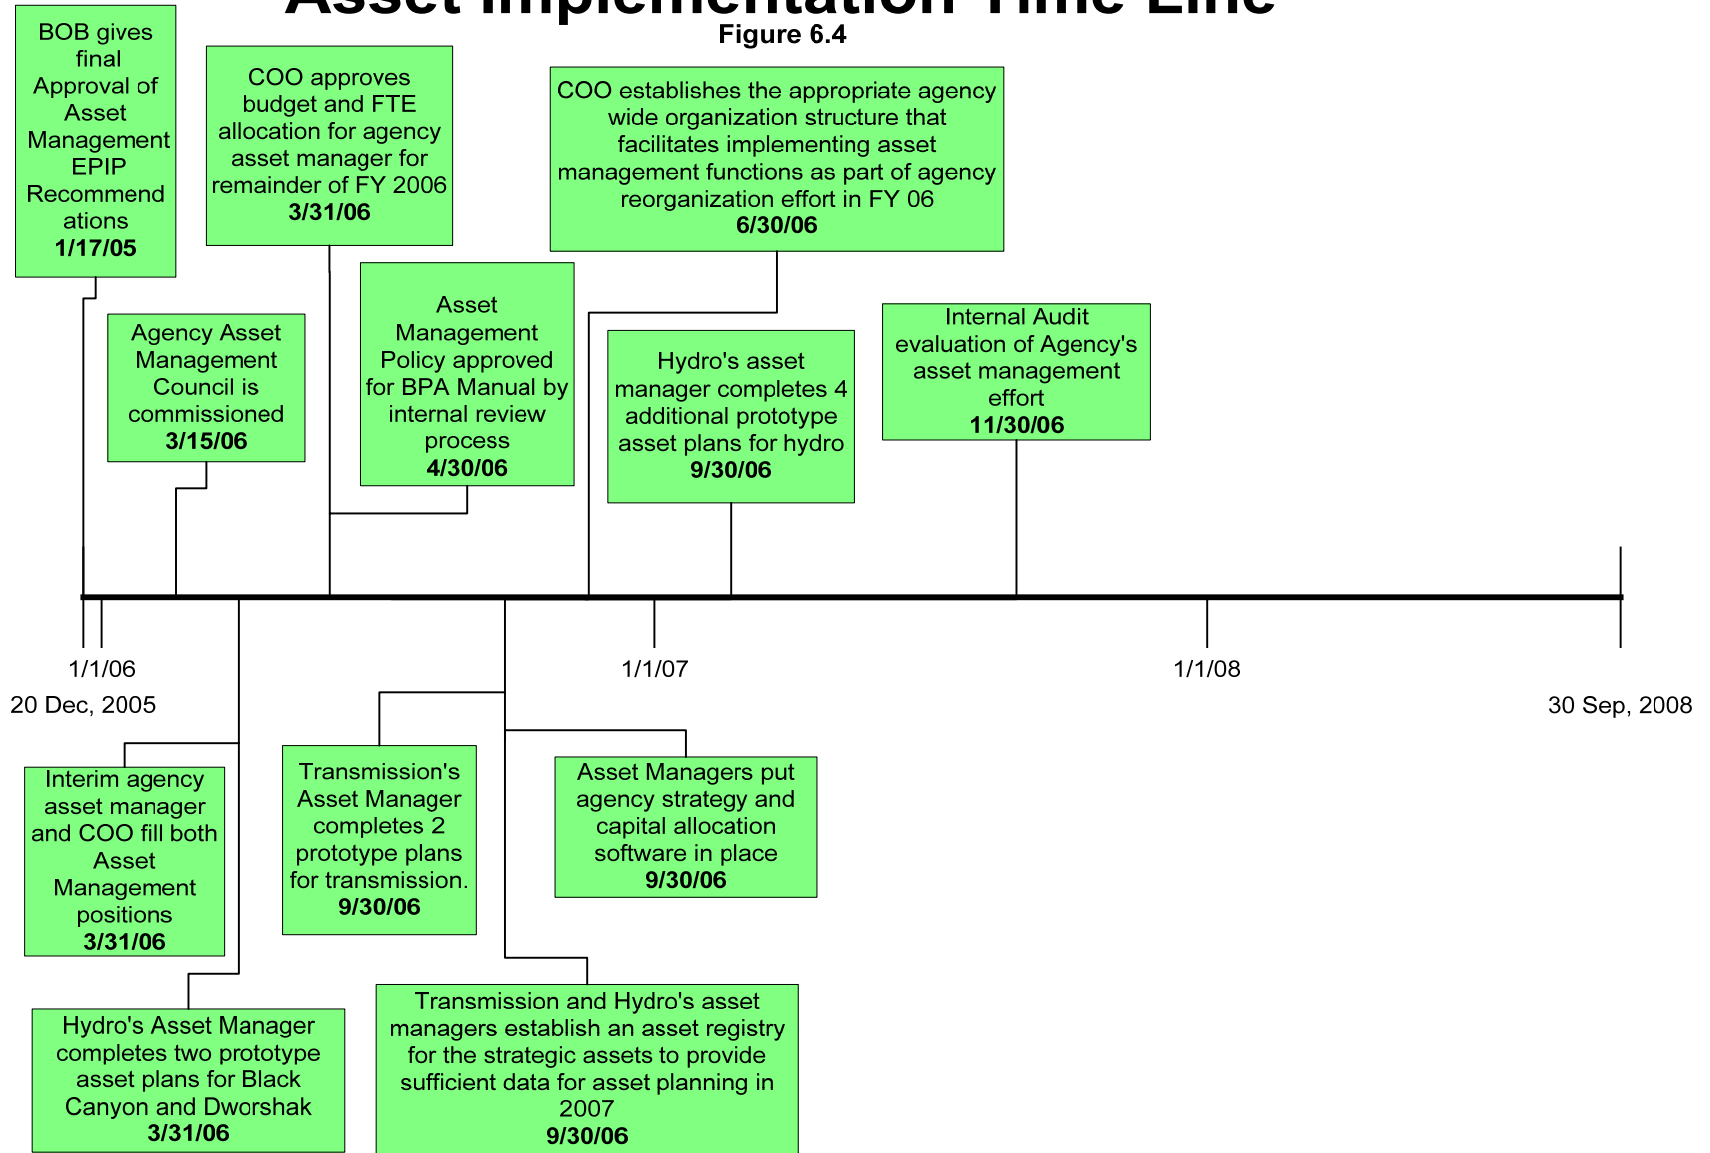 Asset Implementation Time Line
Figure 6.4
BOB gives
final
Approval of
Asset
Management
EPIP
Recommend
ations
1/17/05
COO approves
budget and FTE
allocation for agency
asset manager for
remainder of FY 2006
3/31/06
COO establishes the appropriate agency
wide organization structure that
facilitates implementing asset
management functions as part of agency
reorganization effort in FY 06
6/30/06
Agency Asset
Management
Council is
commissioned
3/15/06
Asset
Management
Policy approved
for BPA Manual by
internal review
process
4/30/06
Hydro's asset
manager completes 4
additional prototype
asset plans for hydro
9/30/06
Internal Audit
evaluation of Agency's
asset management
effort
11/30/06
1/1/06
1/1/07
1/1/08
20 Dec, 2005
30 Sep, 2008
Interim agency
asset manager
and COO fill both
Asset
Management
positions
3/31/06
Transmission's
Asset Manager
completes 2
prototype plans
for transmission.
9/30/06
Asset Managers put
agency strategy and
capital allocation
software in place
9/30/06
Hydro's Asset Manager
completes two prototype
asset plans for Black
Canyon and Dworshak
3/31/06
Transmission and Hydro's asset
managers establish an asset registry
for the strategic assets to provide
sufficient data for asset planning in
2007
9/30/06